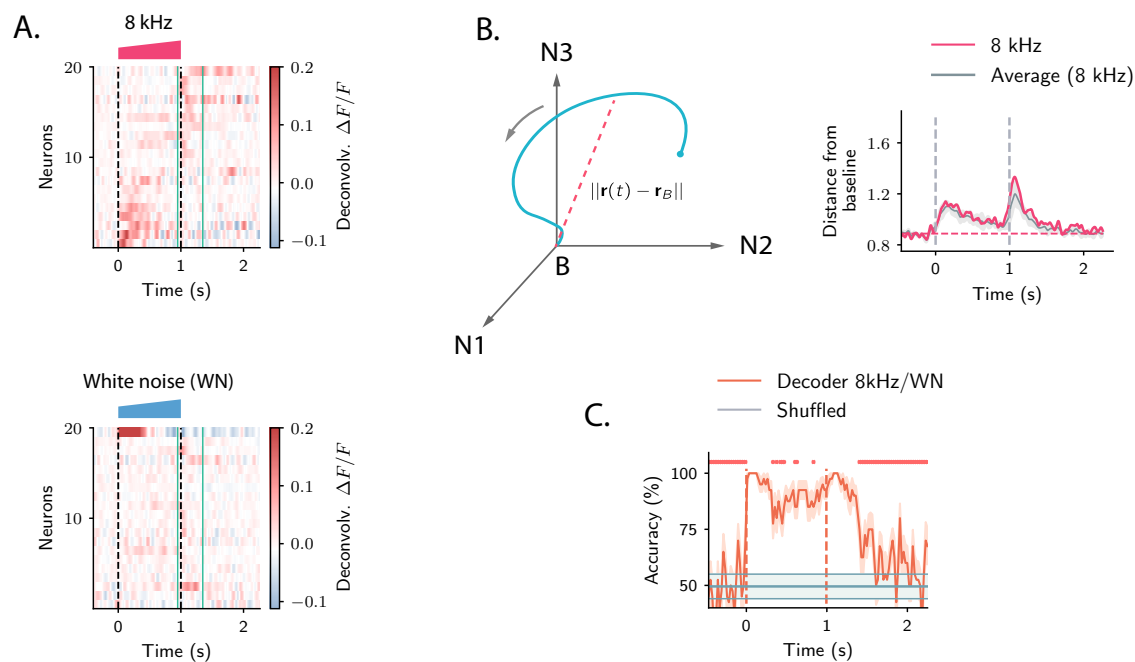 A.
8 kHz
20
10
Neurons
0
1
2
Time (s)
0.2
0.1
0.0
−0.1
Deconvolv. ΔF/F
White noise (WN)
20
10
Neurons
0
1
2
Time (s)
0.2
0.1
0.0
−0.1
Deconvolv. ΔF/F
B.
N3
N2
N1
B
||r(t) − r_B||
8 kHz
Average (8 kHz)
1.6
1.2
0.8
Distance from
baseline
0
1
2
Time (s)
C.
Decoder 8kHz/WN
Shuffled
100
75
50
Accuracy (%)
0
1
2
Time (s)